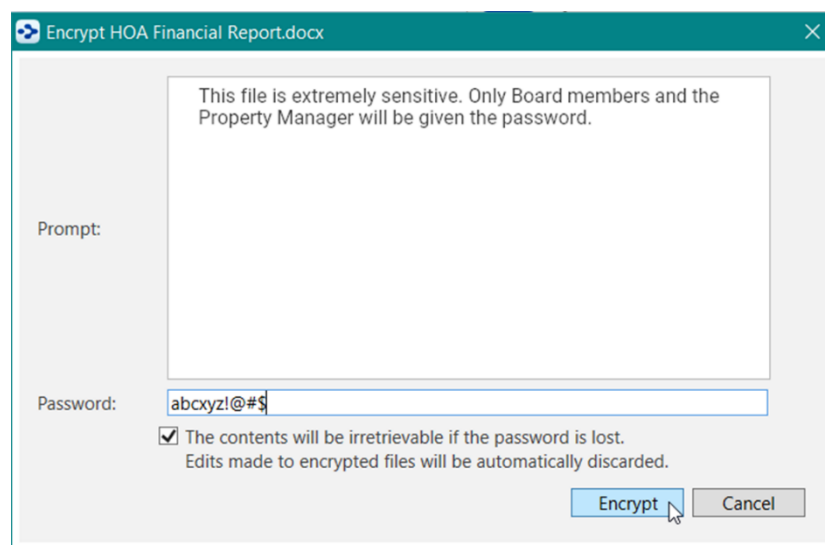 Encrypt HOA Financial Report.docx
This file is extremely sensitive. Only Board members and the
Property Manager will be given the password.
Prompt:
Password:
abcxyz!@#$
The contents will be irretrievable if the password is lost.
Edits made to encrypted files will be automatically discarded.
Encrypt
Cancel